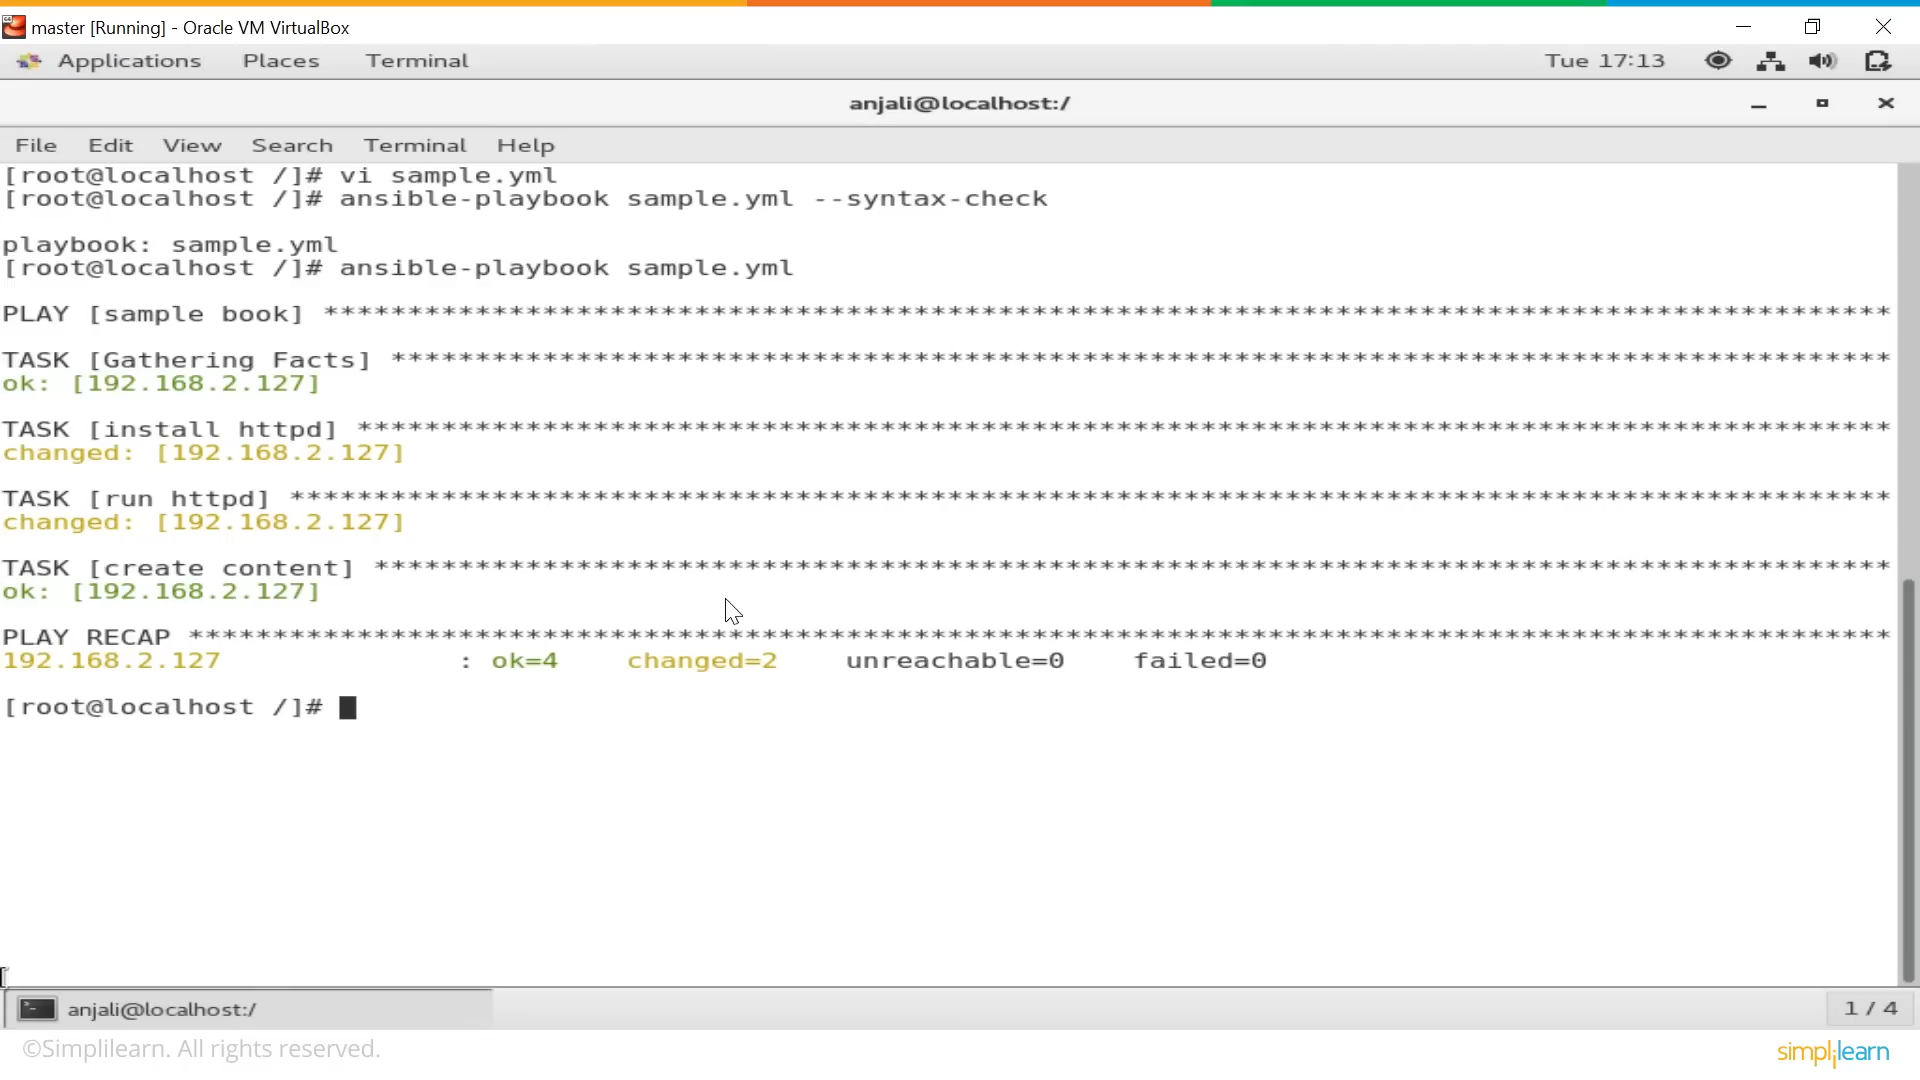 master [Running] - Oracle VM VirtualBox
Applications Places Terminal Tue 17:13
anjali@localhost:/
File Edit View Search Terminal Help
[root@localhost /]# vi sample.yml
[root@localhost /]# ansible-playbook sample.yml --syntax-check
playbook: sample.yml
[root@localhost /]# ansible-playbook sample.yml
PLAY [sample book] *********************************************************************************************
TASK [Gathering Facts] *****************************************************************************************
ok: [192.168.2.127]
TASK [install httpd] *******************************************************************************************
changed: [192.168.2.127]
TASK [run httpd] ***********************************************************************************************
changed: [192.168.2.127]
TASK [create content] ******************************************************************************************
ok: [192.168.2.127]
PLAY RECAP *****************************************************************************************************
192.168.2.127 : ok=4 changed=2 unreachable=0 failed=0
[root@localhost /]#
[
anjali@localhost:/ 1 / 4
©Simplilearn. All rights reserved.
simplilearn